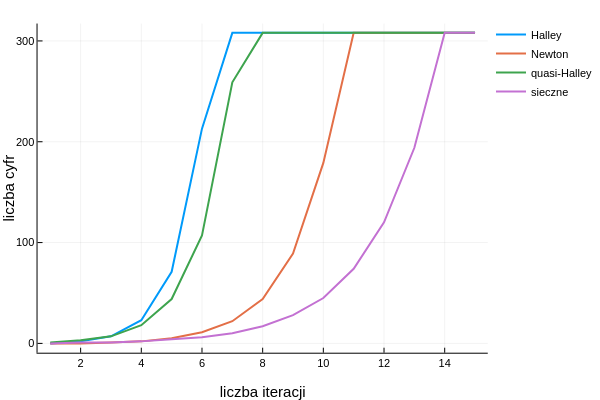 300
200
100
0
2 4 6 8 10 12 14
liczba cyfr
liczba iteracji
Halley
Newton
quasi-Halley
sieczne